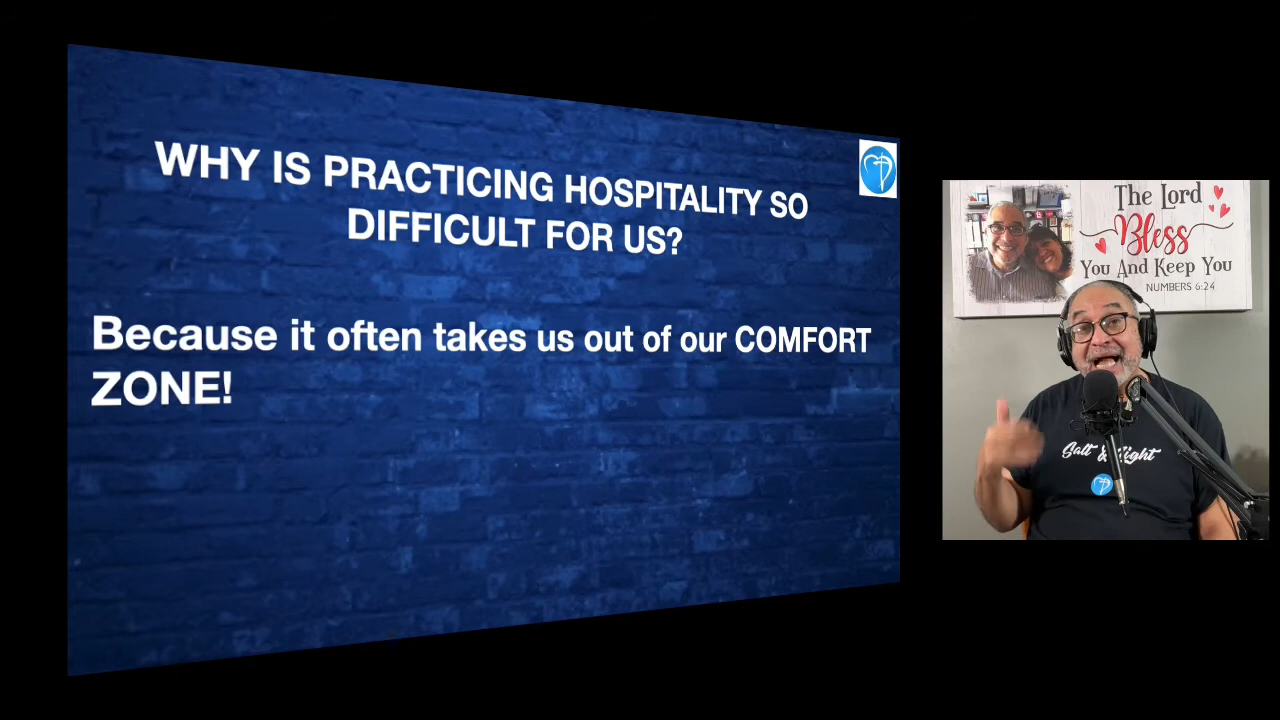 WHY IS PRACTICING HOSPITALITY SO
DIFFICULT FOR US?
Because it often takes us out of our COMFORT
ZONE!
The Lord
Bless
You And Keep You
NUMBERS 6:24
Salt & Light